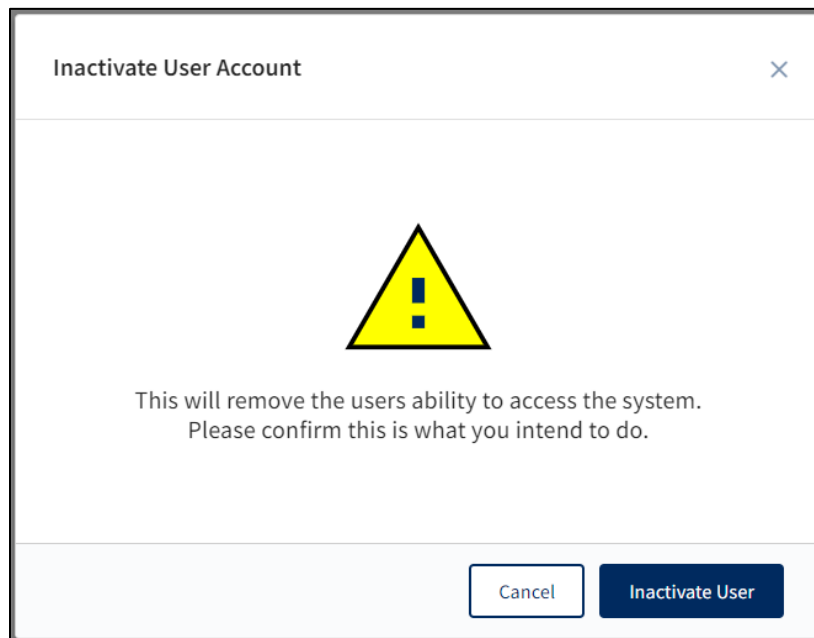 Inactivate User Account
This will remove the users ability to access the system.
Please confirm this is what you intend to do.
Cancel
Inactivate User